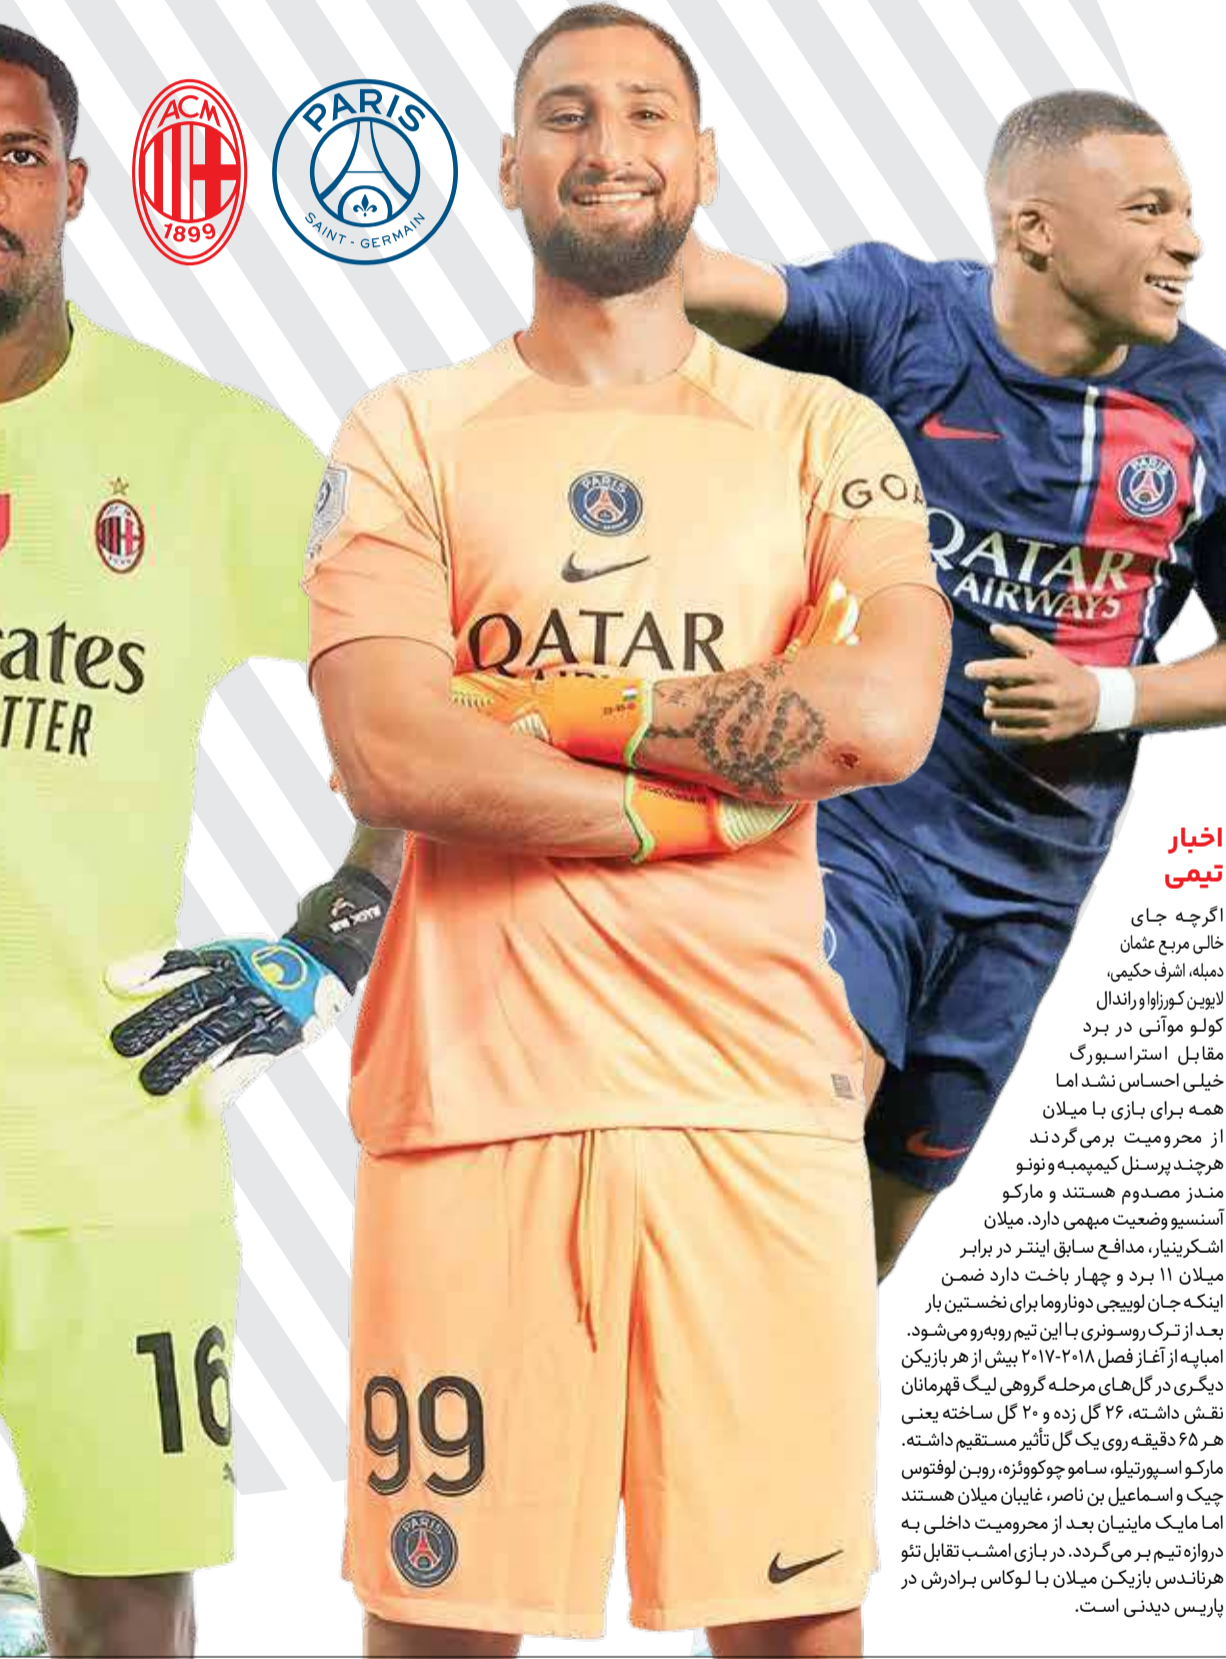 ACM
1899
PARIS
SAINT - GERMAIN
PARIS
QATAR
PARIS
QATAR
AIRWAYS
TTER
16
99
PARIS
اخبار
تیمی
اگرچه جای
خالی مربع عثمان
دمبله، اشرف حکیمی،
لایوین کورزاوا و راندال
کولو موآنی در برد
مقابل استراسبورگ
خیلی احساس نشد اما
همه برای بازی با میلان
از محرومیت برمی‌گردند
هرچند پرسنل کیمپمبه و نونو
مندز مصدوم هستند و مارکو
آسنسیو وضعیت مبهمی دارد. میلان
اشکرینیار، مدافع سابق اینتر در برابر
میلان ۱۱ برد و چهار باخت دارد ضمن
اینکه جان لوییجی دوناروما برای نخستین بار
بعد از ترک روسونری با این تیم روبه‌رو می‌شود.
امباپه از آغاز فصل ۲۰۱۸-۲۰۱۷ بیش از هر بازیکن
دیگری در گل‌های مرحله گروهی لیگ قهرمانان
نقش داشته، ۲۶ گل زده و ۲۰ گل ساخته یعنی
هر ۶۵ دقیقه روی یک گل تأثیر مستقیم داشته.
مارکو اسپورتیلو، سامو چوکووئزه، روبن لوفتوس
چیک و اسماعیل بن ناصر، غایبان میلان هستند
اما مایک ماینیان بعد از محرومیت داخلی به
دروازه تیم بر می‌گردد. در بازی امشب تقابل تئو
هرناندس بازیکن میلان با لوکاس برادرش در
پاریس دیدنی است.